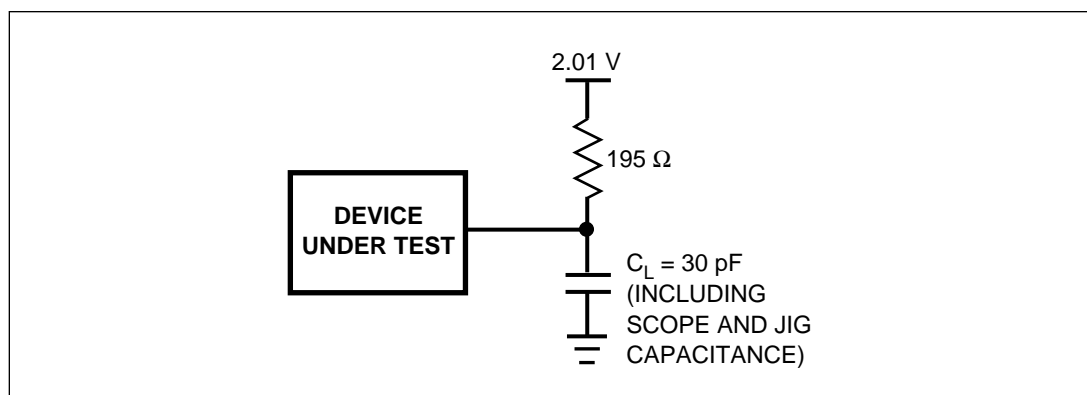 2.01 V
195 Ω
DEVICE
UNDER TEST
C_L = 30 pF
(INCLUDING
SCOPE AND JIG
CAPACITANCE)